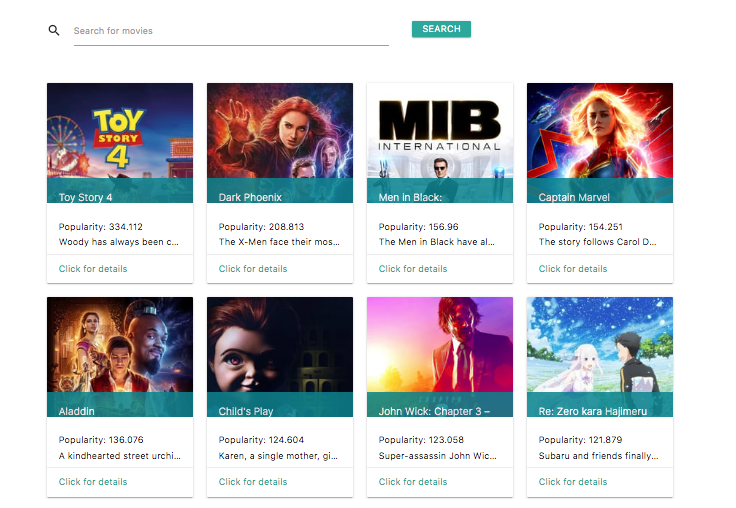 Search for movies
SEARCH
TOY
STORY
4
MIB
INTERNATIONAL
Toy Story 4
Dark Phoenix
Men in Black:
Captain Marvel
Popularity: 334.112
Popularity: 208.813
Popularity: 156.96
Popularity: 154.251
Woody has always been c...
The X-Men face their mos...
The Men in Black have al...
The story follows Carol D...
Click for details
Click for details
Click for details
Click for details
CHAPTER
Aladdin
Child's Play
John Wick: Chapter 3 –
Re: Zero kara Hajimeru
Popularity: 136.076
Popularity: 124.604
Popularity: 123.058
Popularity: 121.879
A kindhearted street urchi...
Karen, a single mother, gi...
Super-assassin John Wic...
Subaru and friends finally...
Click for details
Click for details
Click for details
Click for details